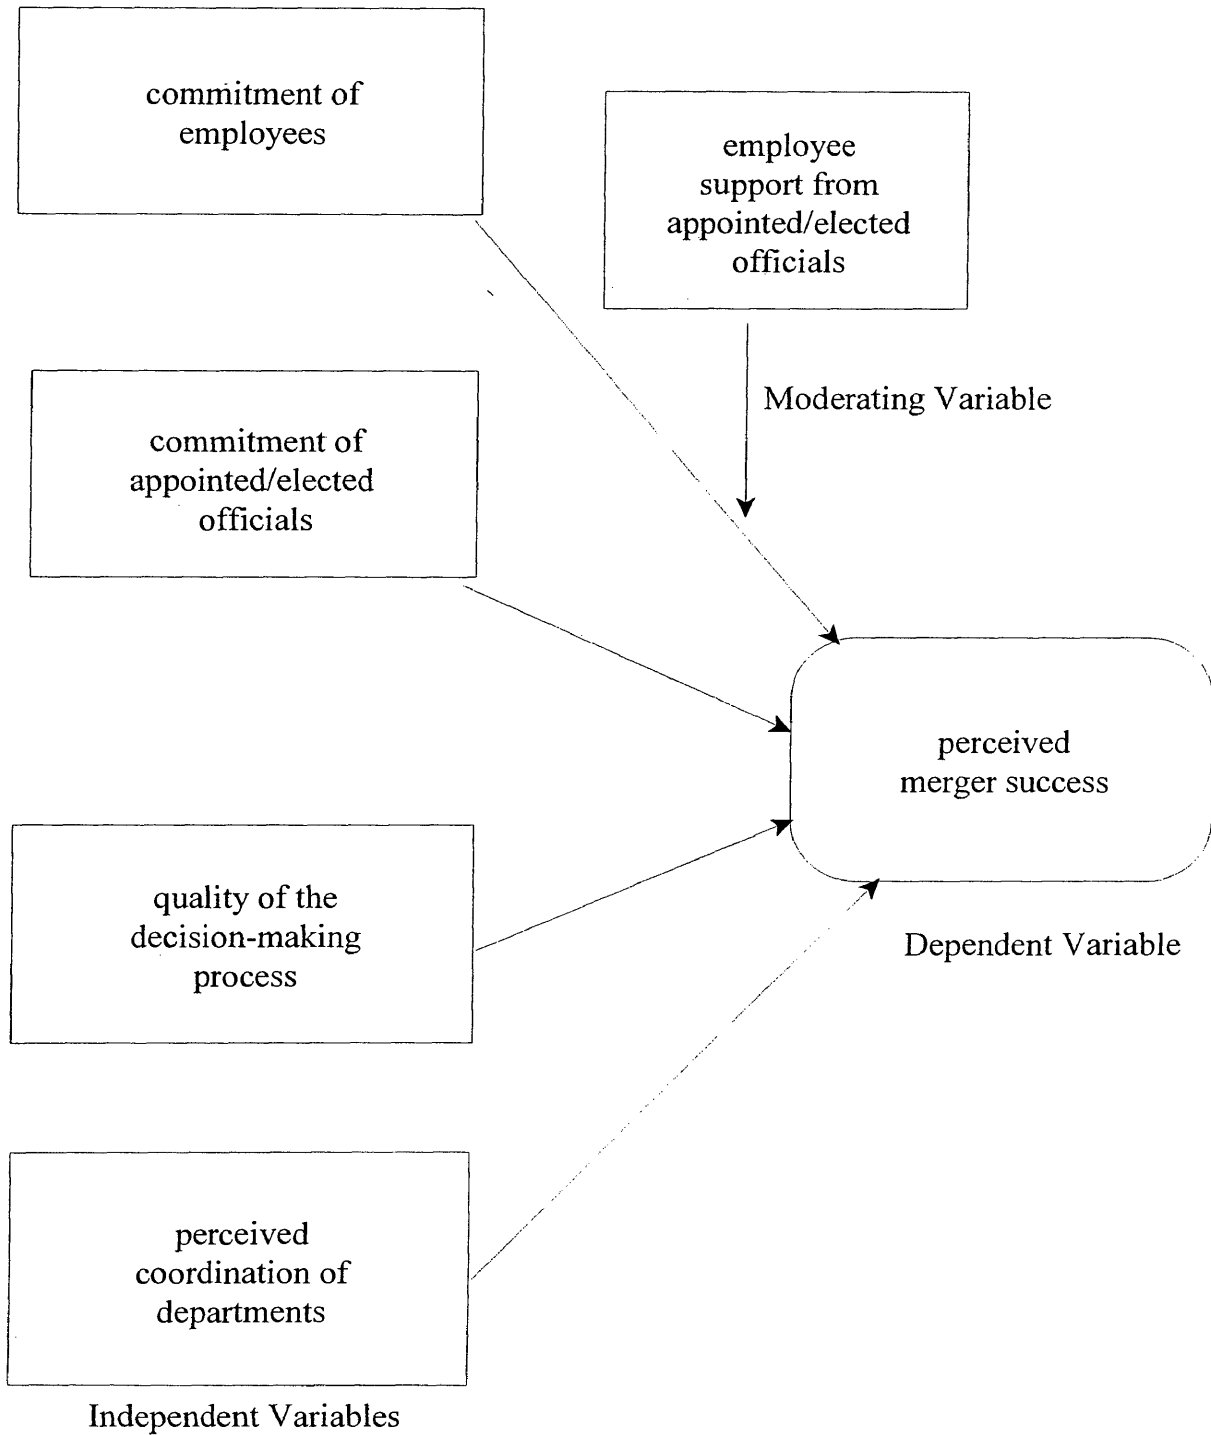 commitment of
employees
employee
support from
appointed/elected
officials
Moderating Variable
commitment of
appointed/elected
officials
perceived
merger success
quality of the
decision-making
process
Dependent Variable
perceived
coordination of
departments
Independent Variables